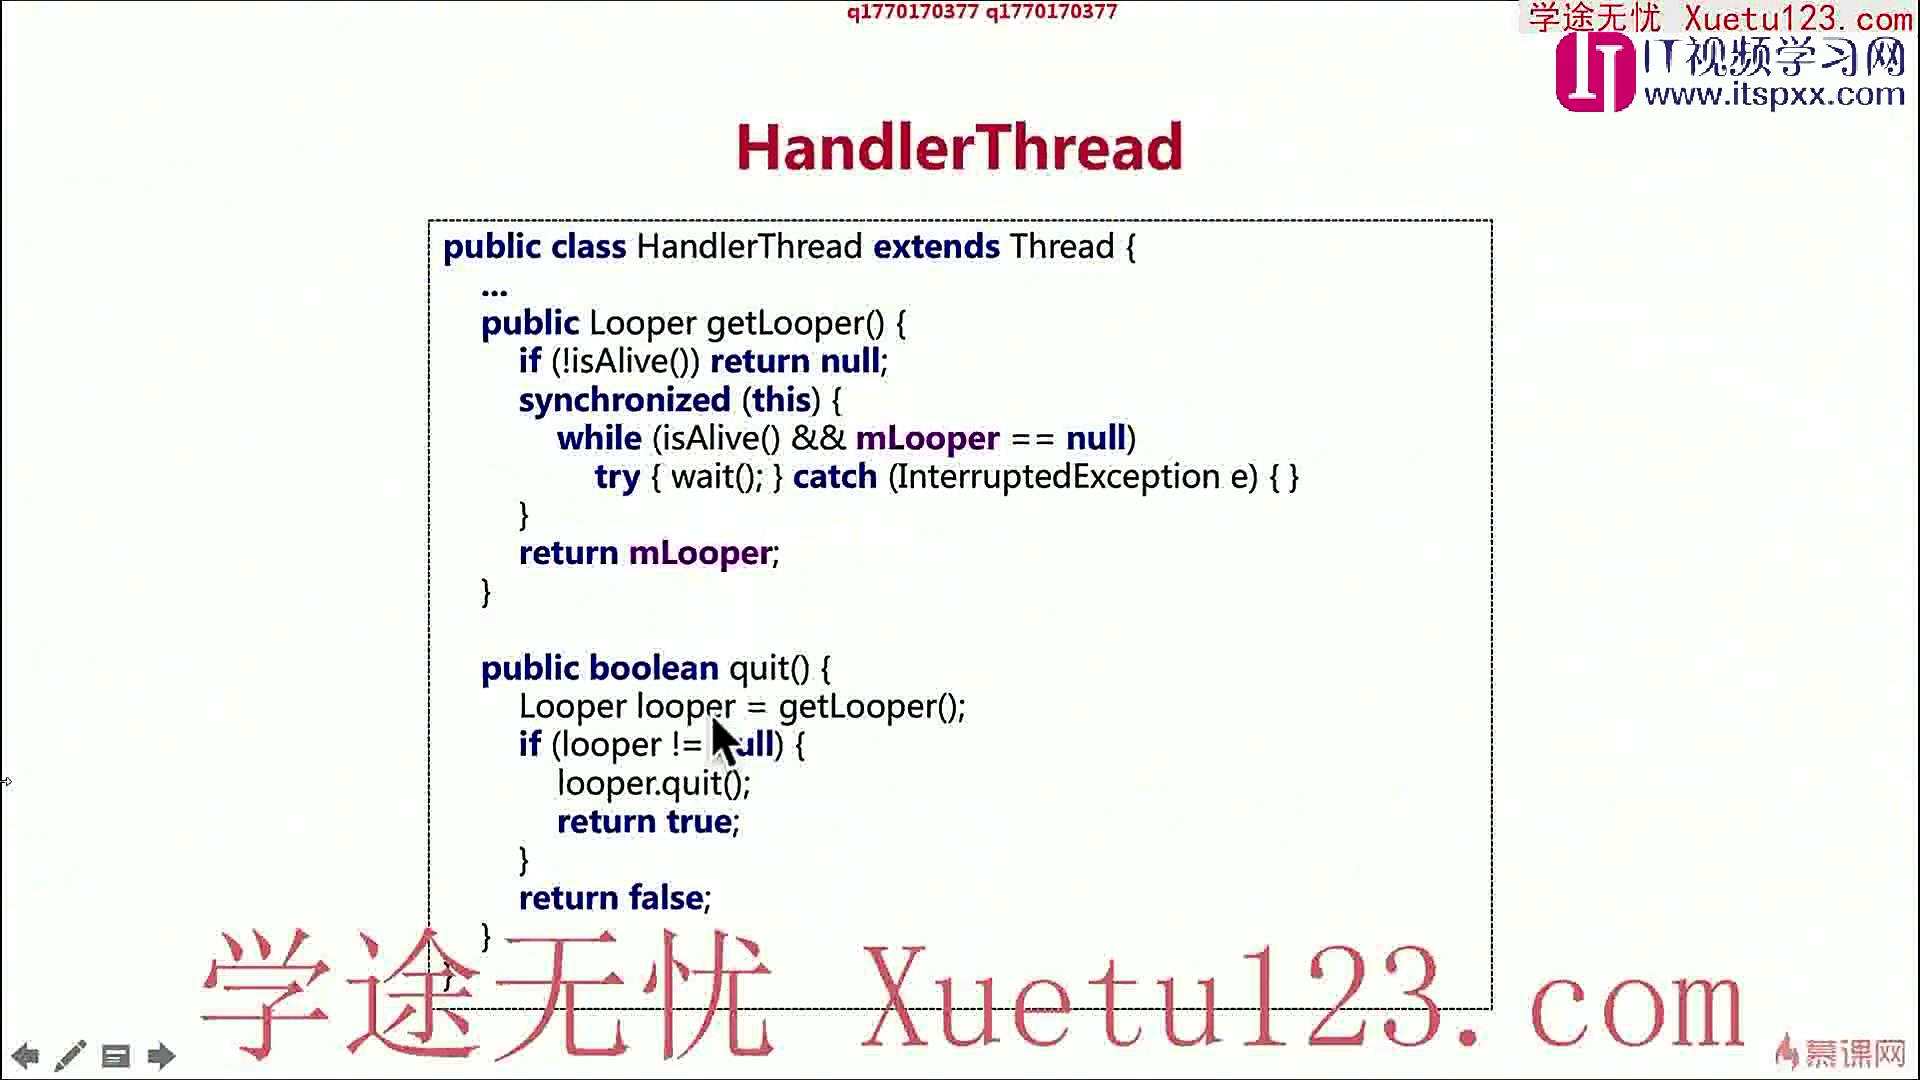 q1770170377 q1770170377
学途无忧 Xuetu123.com
IT视频学习网
www.itspxx.com
HandlerThread
public class HandlerThread extends Thread {
...
public Looper getLooper() {
if (!isAlive()) return null;
synchronized (this) {
while (isAlive() && mLooper == null)
try { wait(); } catch (InterruptedException e) { }
}
return mLooper;
}
public boolean quit() {
Looper looper = getLooper();
if (looper != null) {
looper.quit();
return true;
}
return false;
}
}
学途无忧 Xuetu123.com
慕课网